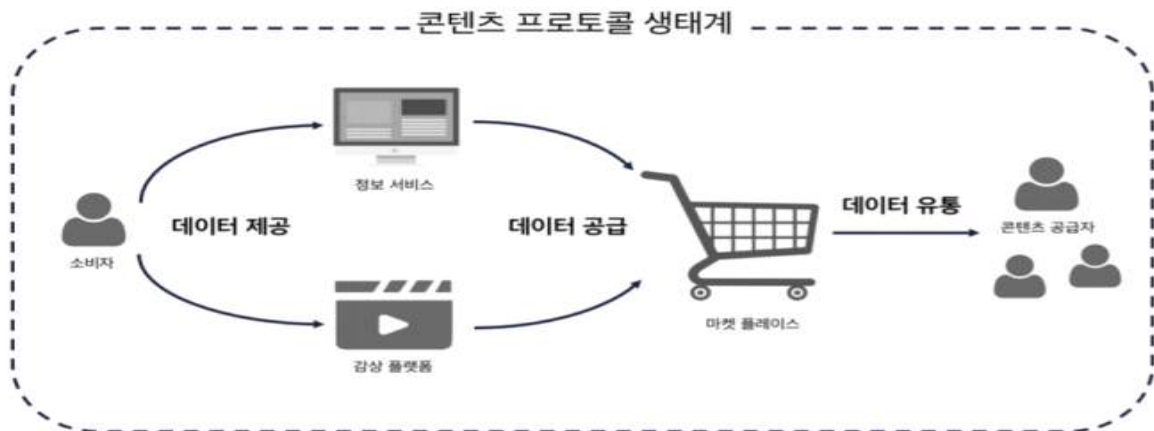 콘텐츠 프로토콜 생태계
정보 서비스
데이터 제공
데이터 공급
데이터 유통
콘텐츠 공급자
소비자
마켓 플레이스
감상 플랫폼